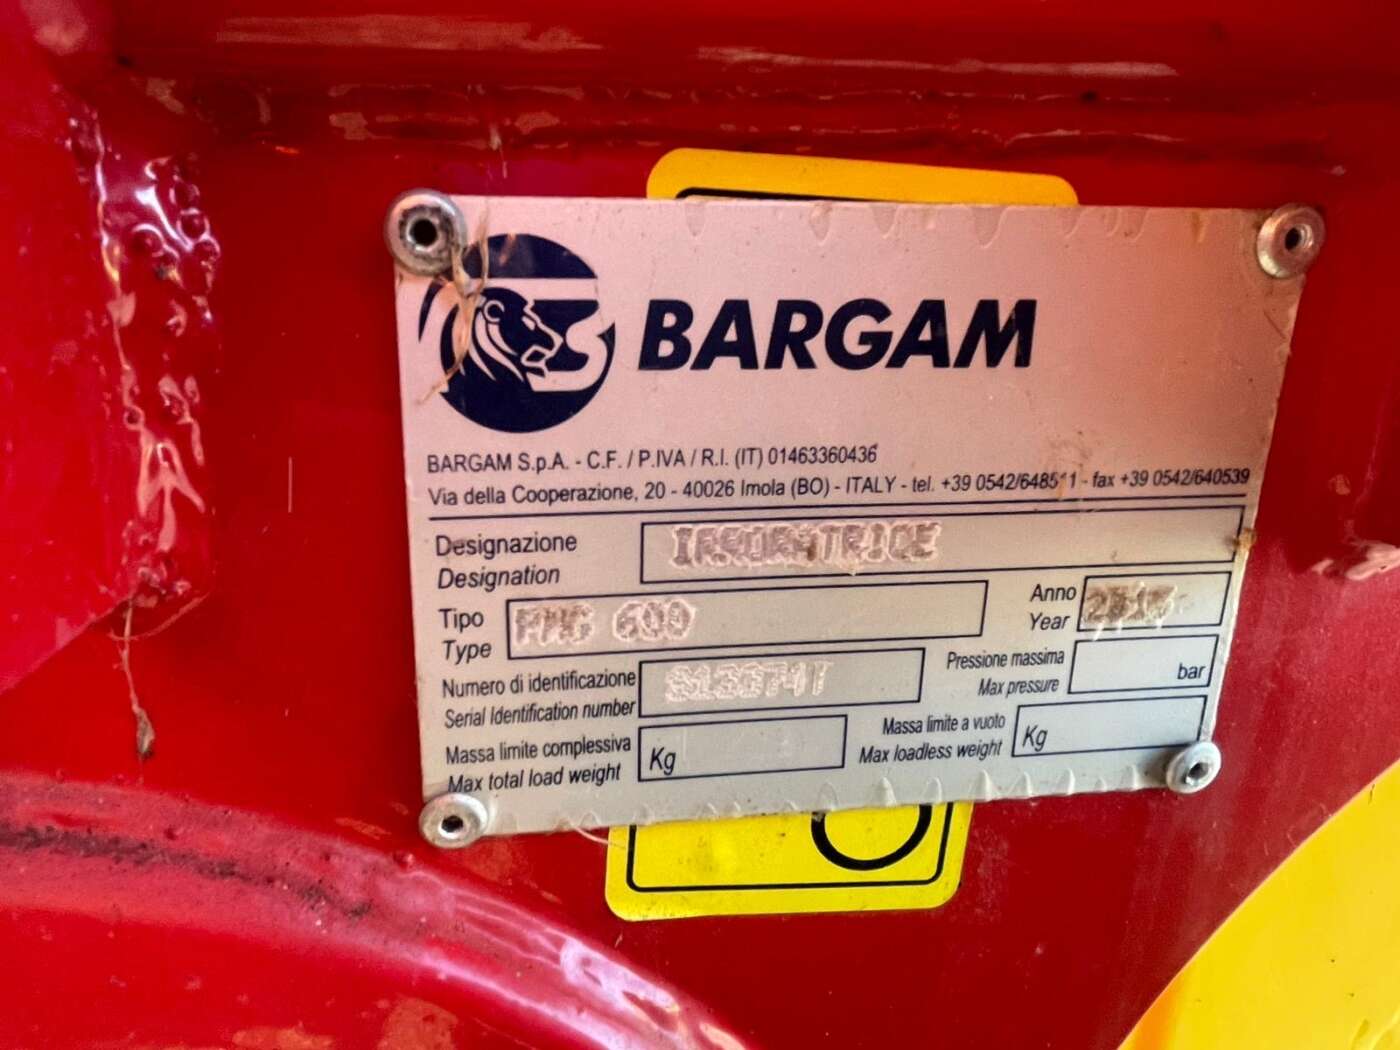 BARGAM
BARGAM S.p.A. - C.F. / P.IVA / R.I. (IT) 01463360436
Via della Cooperazione, 20 - 40026 Imola (BO) - ITALY - tel. +39 0542/648511 - fax +39 0542/640539
Designazione
Designation
Tipo 600
Type
Anno
Year
Numero di identificazione
Serial Identification number
Pressione massima bar
Max pressure
Massa limite complessiva Kg
Max total load weight
Massa limite a vuoto Kg
Max loadless weight